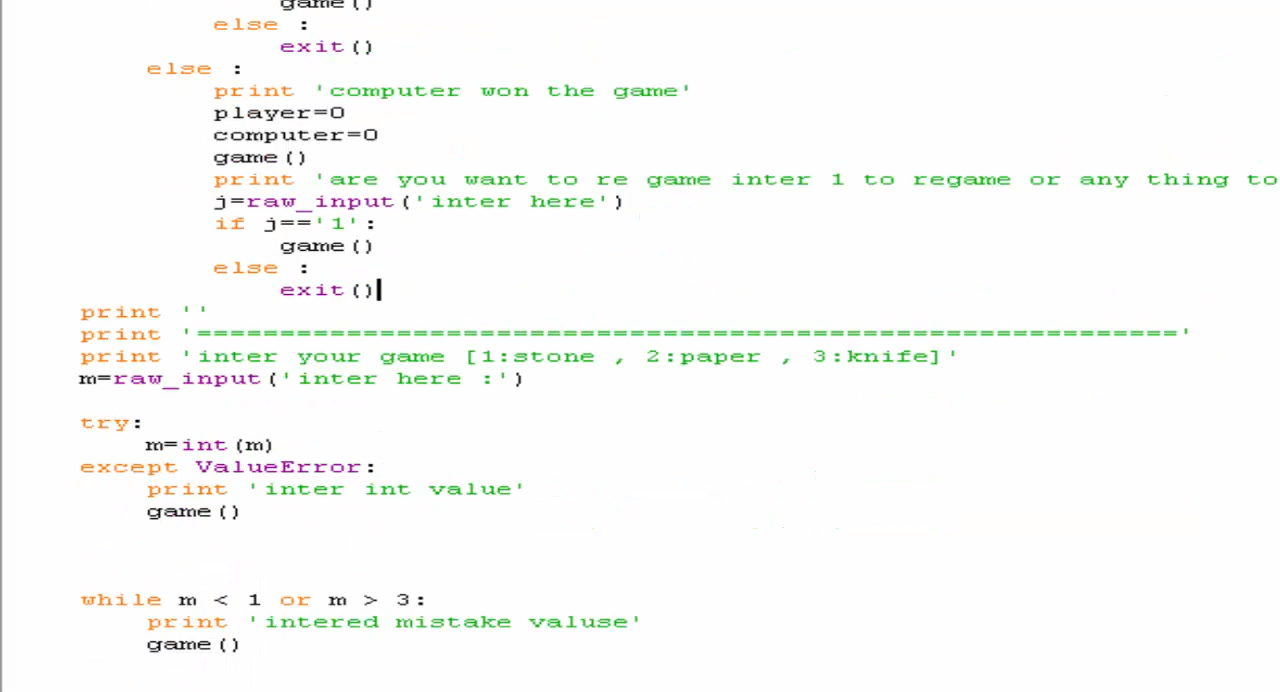 game()
else :
exit()
else :
print 'computer won the game'
player=0
computer=0
game()
print 'are you want to re game inter 1 to regame or any thing to
j=raw_input('inter here')
if j=='1':
game()
else :
exit()
print ''
print '==========================================================='
print 'inter your game [1:stone , 2:paper , 3:knife]'
m=raw_input('inter here :')
try:
m=int(m)
except ValueError:
print 'inter int value'
game()
while m < 1 or m > 3:
print 'intered mistake valuse'
game()